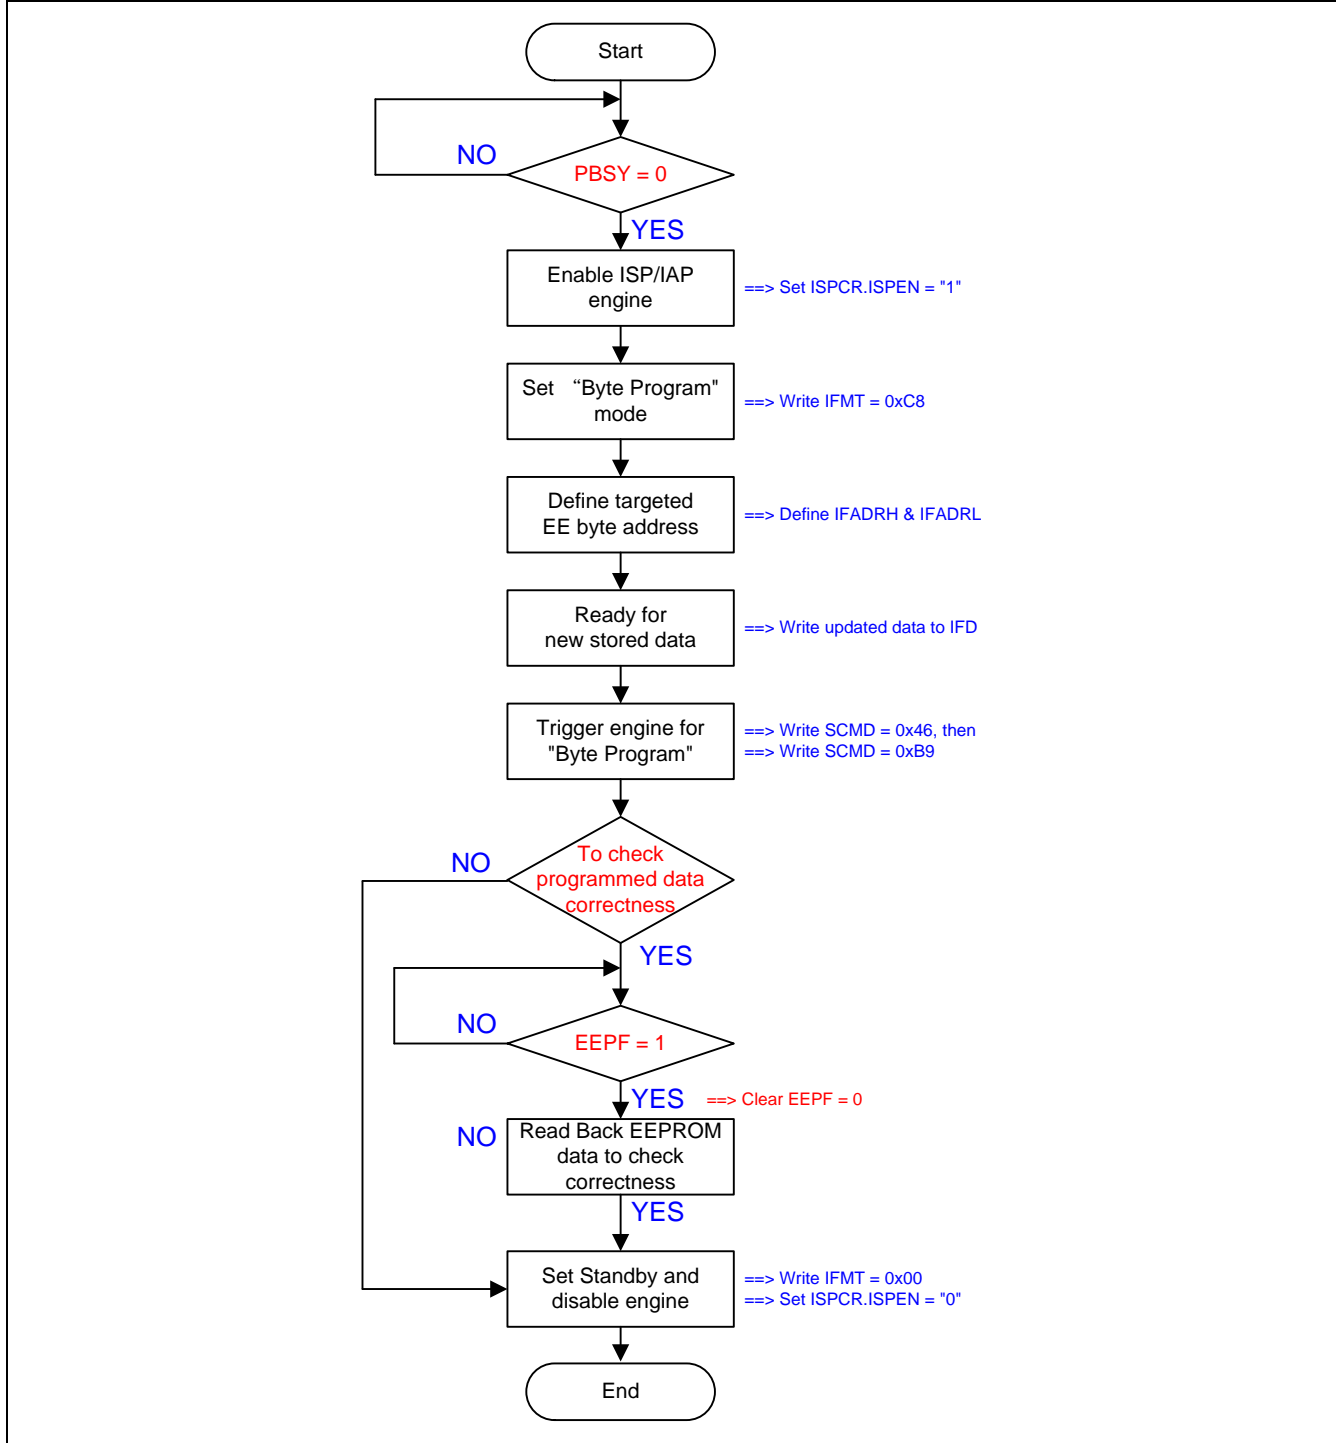 Start
NO
PBSY = 0
YES
Enable ISP/IAP
engine
==> Set ISPCR.ISPEN = "1"
Set “Byte Program"
mode
==> Write IFMT = 0xC8
Define targeted
EE byte address
==> Define IFADRH & IFADRL
Ready for
new stored data
==> Write updated data to IFD
Trigger engine for
"Byte Program"
==> Write SCMD = 0x46, then
==> Write SCMD = 0xB9
NO
To check
programmed data
correctness
YES
NO
EEPF = 1
YES
==> Clear EEPF = 0
NO
Read Back EEPROM
data to check
correctness
YES
Set Standby and
disable engine
==> Write IFMT = 0x00
==> Set ISPCR.ISPEN = "0"
End